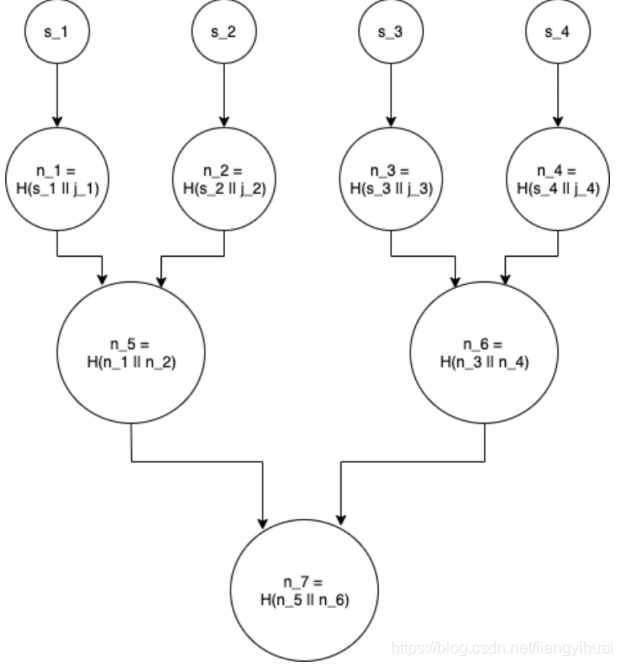 s_1
s_2
s_3
s_4
n_1 =
H(s_1 || j_1)
n_2 =
H(s_2 || j_2)
n_3 =
H(s_3 || j_3)
n_4 =
H(s_4 || j_4)
n_5 =
H(n_1 || n_2)
n_6 =
H(n_3 || n_4)
n_7 =
H(n_5 || n_6)
https://blog.csdn.net/liangyihuai